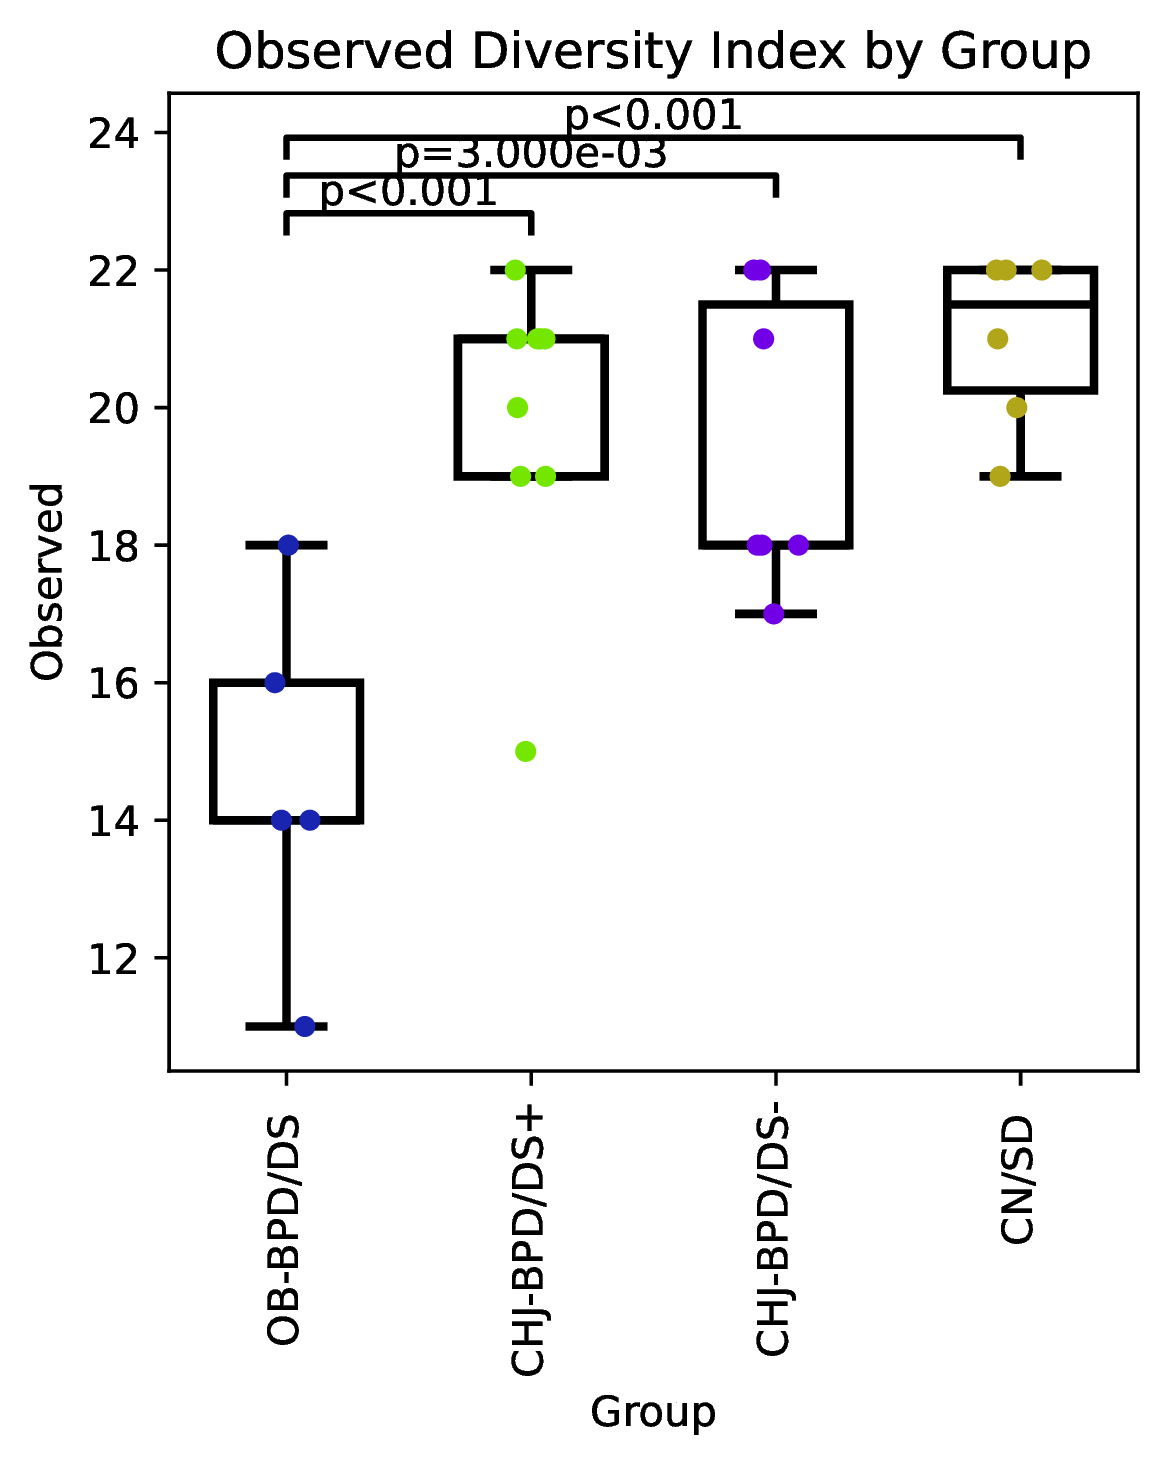 Observed Diversity Index by Group
p<0.001
p=3.000e-03
p<0.001
24
22
20
18
16
14
12
Observed
OB-BPD/DS
CHJ-BPD/DS+
CHJ-BPD/DS-
CN/SD
Group